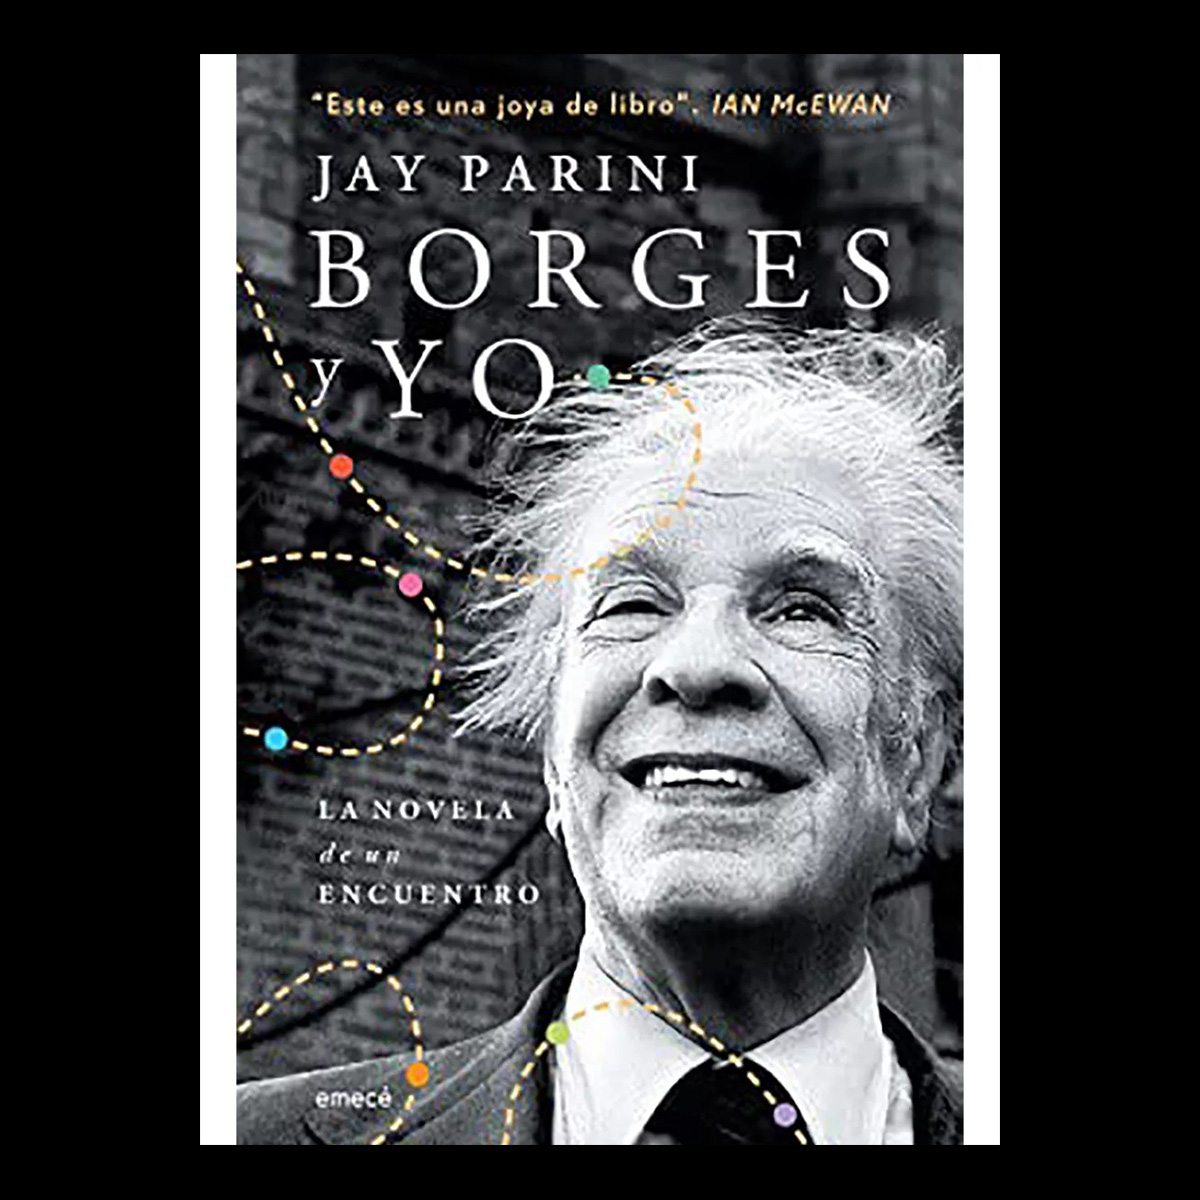 "Este es una joya de libro". IAN McEWAN
JAY PARINI
BORGES
y YO
LA NOVELA
de un
ENCUENTRO
emecé